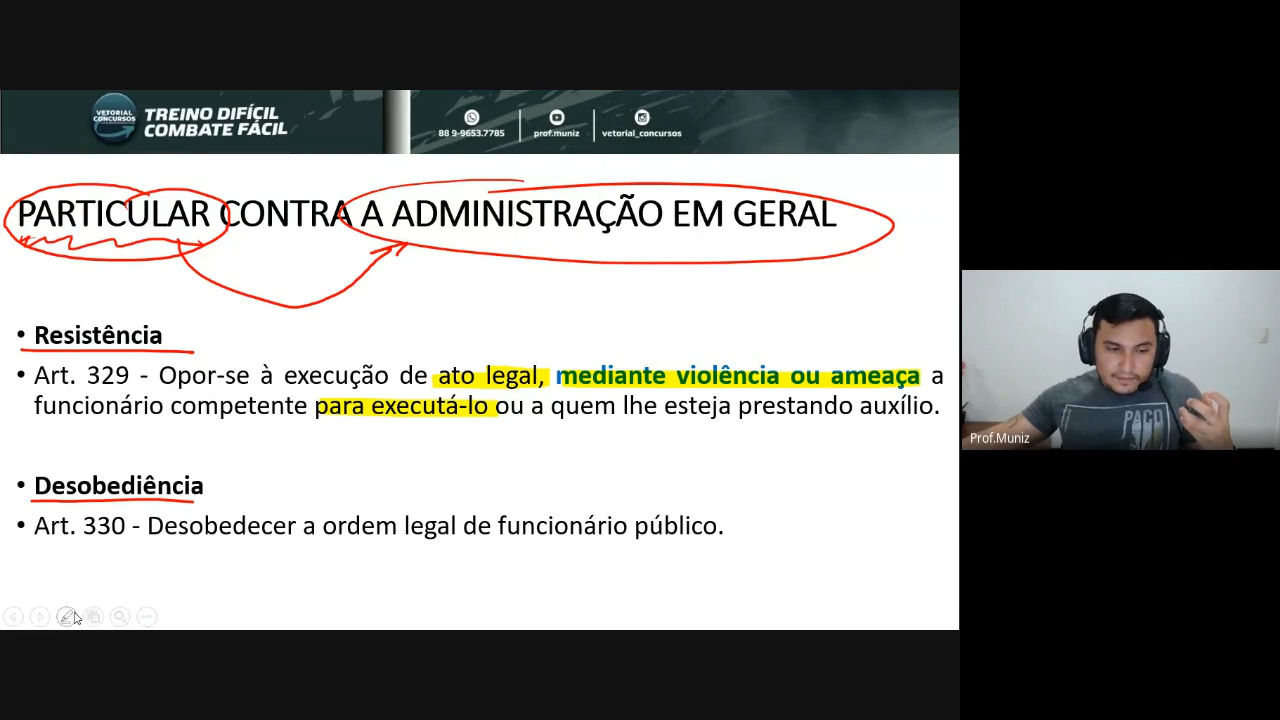 VETORIAL
CONCURSOS
TREINO DIFÍCIL
COMBATE FÁCIL
88 9-9653.7785
prof.muniz
vetorial_concursos
PARTICULAR CONTRA A ADMINISTRAÇÃO EM GERAL
• Resistência
• Art. 329 - Opor-se à execução de ato legal, mediante violência ou ameaça a
funcionário competente para executá-lo ou a quem lhe esteja prestando auxílio.
• Desobediência
• Art. 330 - Desobedecer a ordem legal de funcionário público.
PACO
Prof.Muniz